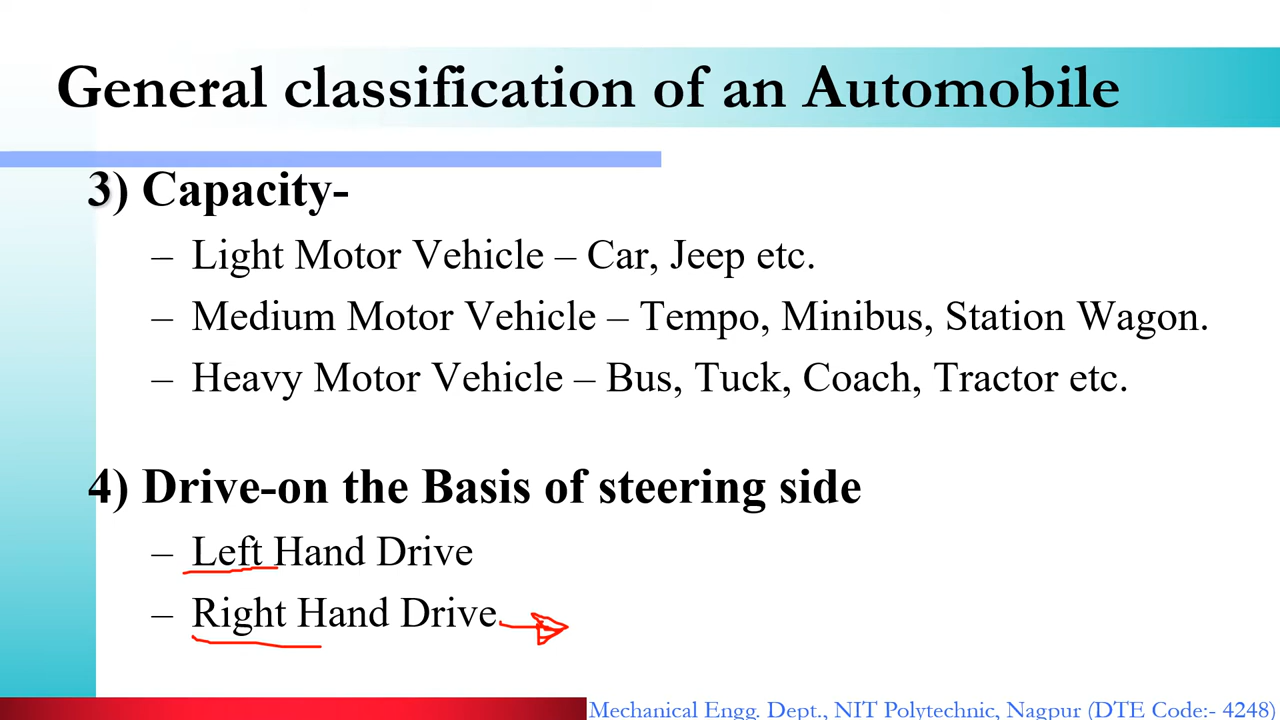 General classification of an Automobile
3) Capacity-
– Light Motor Vehicle – Car, Jeep etc.
– Medium Motor Vehicle – Tempo, Minibus, Station Wagon.
– Heavy Motor Vehicle – Bus, Tuck, Coach, Tractor etc.
4) Drive-on the Basis of steering side
– Left Hand Drive
– Right Hand Drive
Mechanical Engg. Dept., NIT Polytechnic, Nagpur (DTE Code:- 4248)